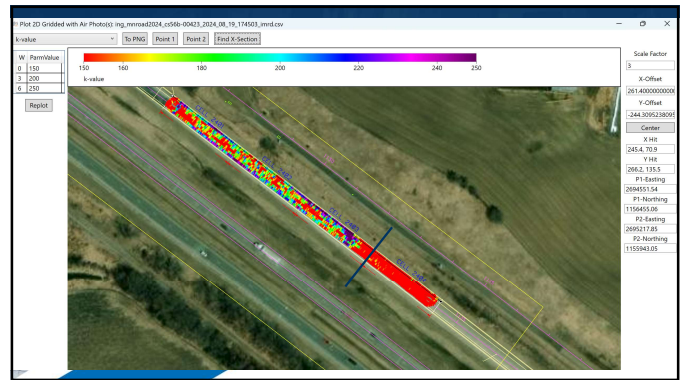 Plot 2D Gridded with Air Photo(s): ing_mnroad2024_cs56b-00423_2024_08_19_174503_imrd.csv
k-value
To PNG
Point 1
Point 2
Find X-Section
W ParmValue
0 150
3 200
6 250
Replot
150 160 180 200 220 240 250
k-value
Scale Factor
3
X-Offset
261.4000000000
Y-Offset
-244.3095238095
Center
X Hit
245.4, 70.9
Y Hit
266.2, 135.5
P1-Easting
2694551.54
P1-Northing
1156455.06
P2-Easting
2695217.85
P2-Northing
1155943.05